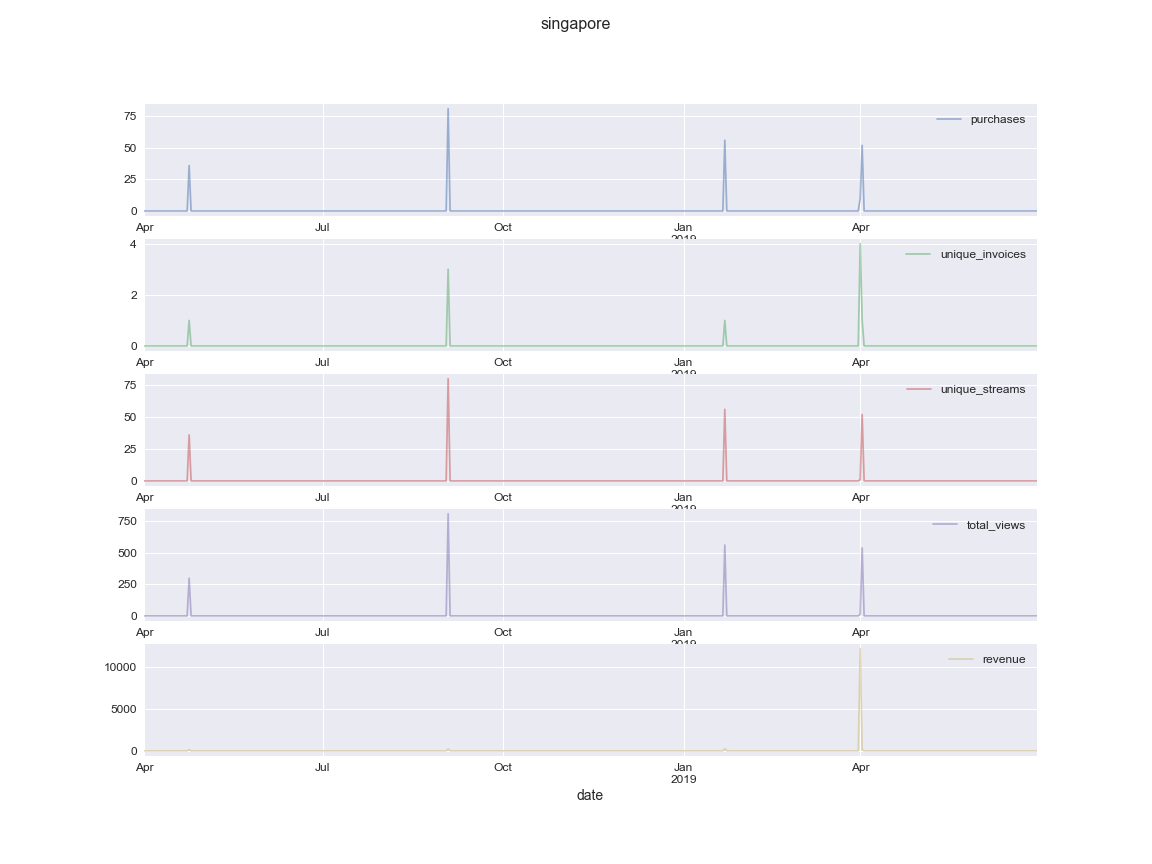 singapore
75
50
25
0
purchases
Apr Jul Oct Jan Apr
2019
4
2
0
unique_invoices
Apr Jul Oct Jan Apr
2019
75
50
25
0
unique_streams
Apr Jul Oct Jan Apr
2019
750
500
250
0
total_views
Apr Jul Oct Jan Apr
2019
10000
5000
0
revenue
Apr Jul Oct Jan Apr
2019
date